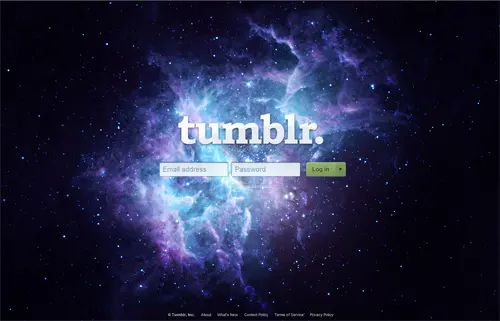 tumblr.
Email address Password Log in
© Tumblr, Inc. About What's New Content Policy Terms of Service Privacy Policy